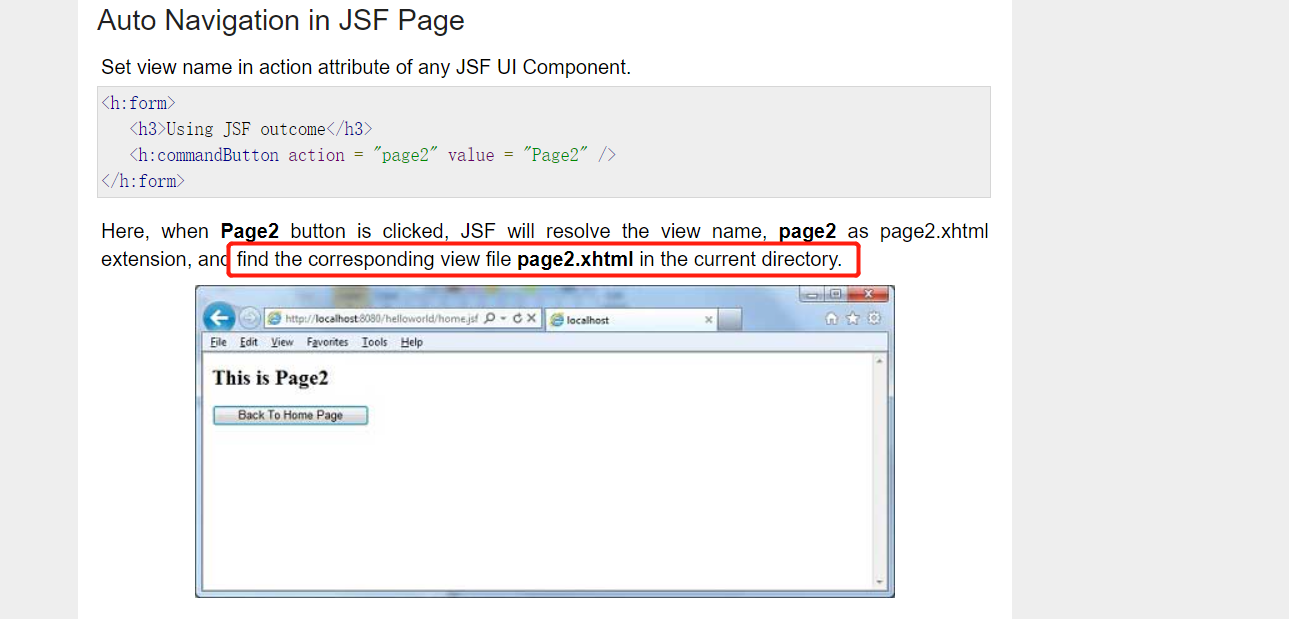 Auto Navigation in JSF Page
Set view name in action attribute of any JSF UI Component.
<h:form>
<h3>Using JSF outcome</h3>
<h:commandButton action = "page2" value = "Page2" />
</h:form>
Here, when Page2 button is clicked, JSF will resolve the view name, page2 as page2.xhtml
extension, and find the corresponding view file page2.xhtml in the current directory.
http://localhost:8080/helloworld/home.jsf
localhost
File Edit View Favorites Tools Help
This is Page2
Back To Home Page